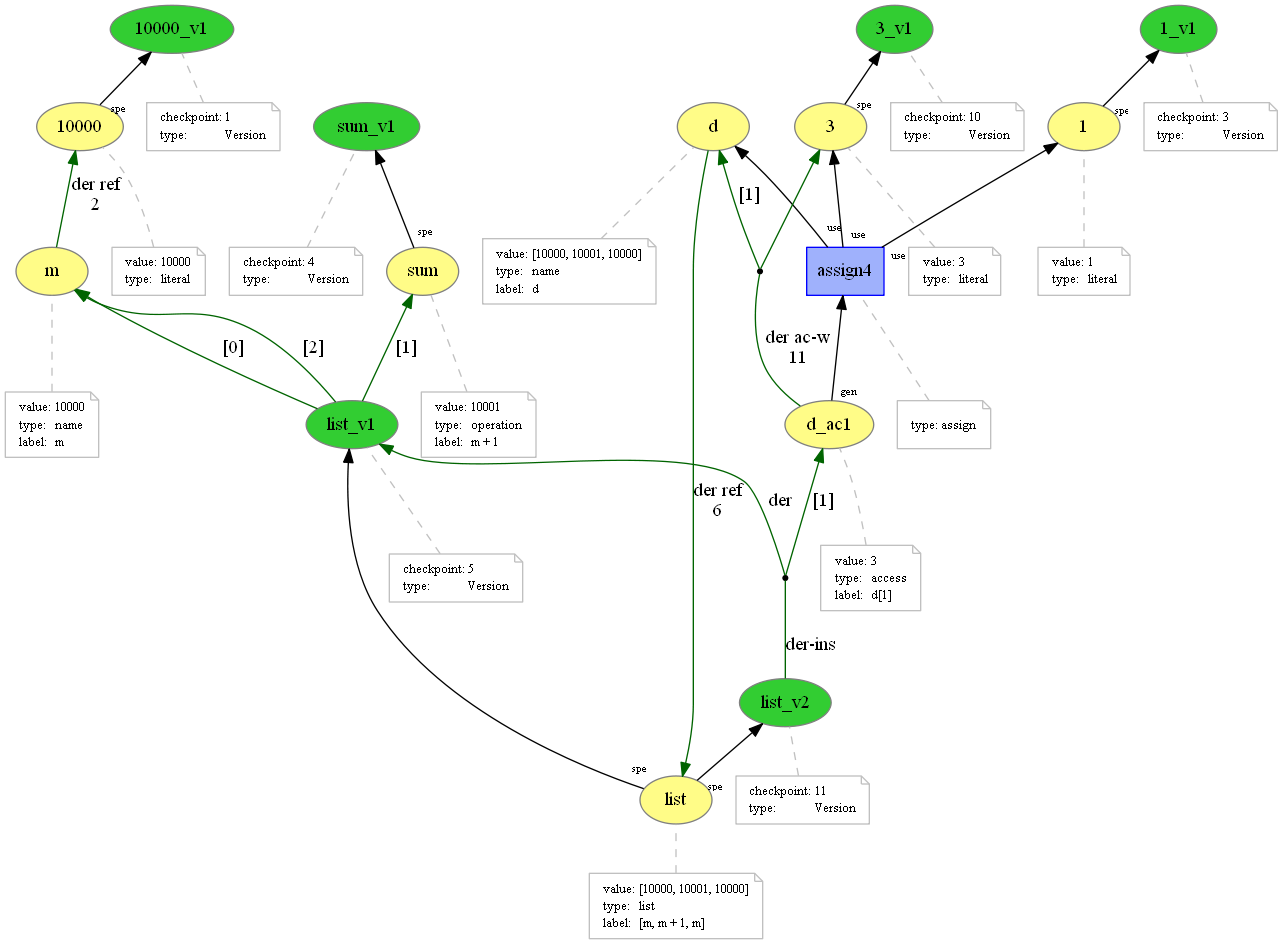 10000_v1
3_v1
1_v1
spe
checkpoint: 1
type: Version
10000
sum_v1
d
3
spe
checkpoint: 10
type: Version
1
spe
checkpoint: 3
type: Version
der ref
2
[1]
spe
use
use
use
value: 10000
type: literal
checkpoint: 4
type: Version
m
sum
value: [10000, 10001, 10000]
type: name
label: d
assign4
value: 3
type: literal
value: 1
type: literal
[0]
[2]
[1]
der ac-w
11
gen
value: 10000
type: name
label: m
list_v1
value: 10001
type: operation
label: m + 1
d_ac1
type: assign
der ref
6
der
[1]
checkpoint: 5
type: Version
value: 3
type: access
label: d[1]
der-ins
list_v2
spe
spe
list
checkpoint: 11
type: Version
value: [10000, 10001, 10000]
type: list
label: [m, m + 1, m]